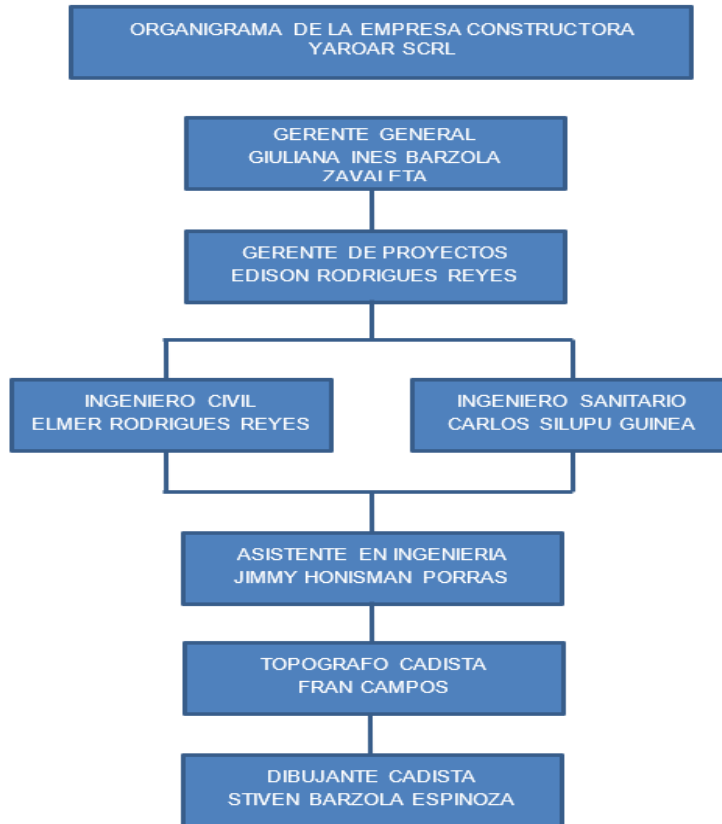 ORGANIGRAMA DE LA EMPRESA CONSTRUCTORA
YAROAR SCRL
GERENTE GENERAL
GIULIANA INES BARZOLA
ZAVALETA
GERENTE DE PROYECTOS
EDISON RODRIGUES REYES
INGENIERO CIVIL
ELMER RODRIGUES REYES
INGENIERO SANITARIO
CARLOS SILUPU GUINEA
ASISTENTE EN INGENIERIA
JIMMY HONISMAN PORRAS
TOPOGRAFO CADISTA
FRAN CAMPOS
DIBUJANTE CADISTA
STIVEN BARZOLA ESPINOZA